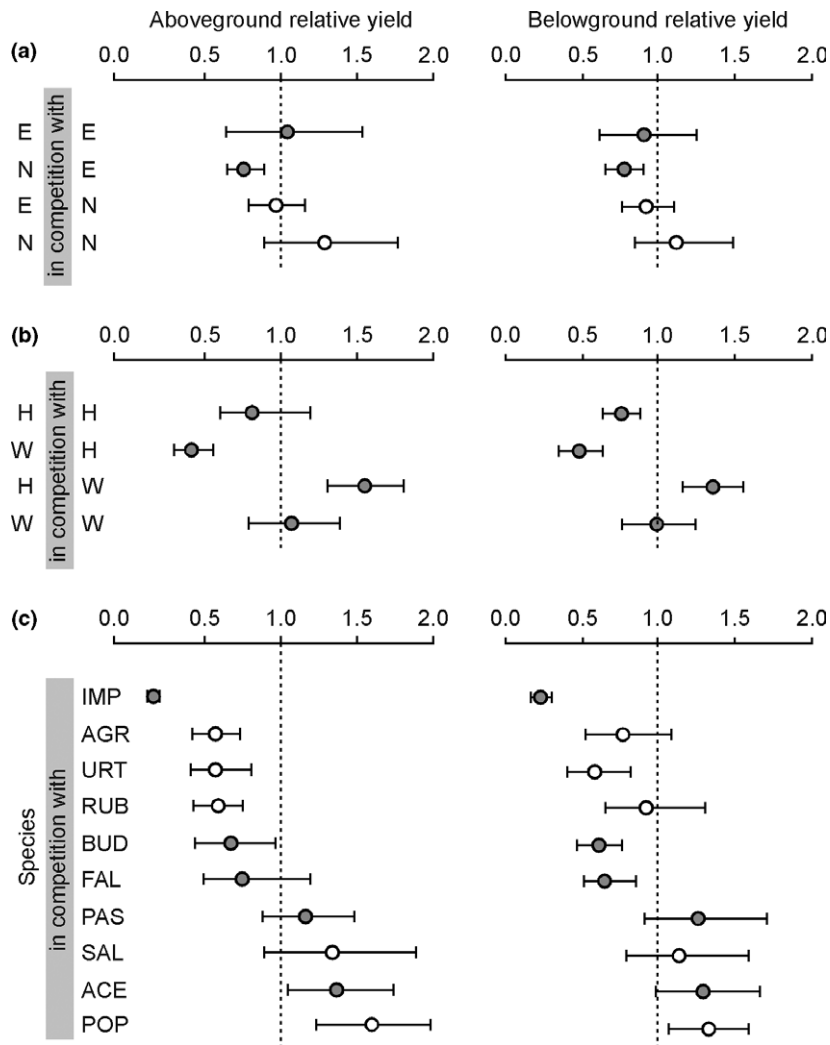 Aboveground relative yield Belowground relative yield
(a) 0.0 0.5 1.0 1.5 2.0 0.0 0.5 1.0 1.5 2.0
in competition with
E E
N E
E N
N N
(b) 0.0 0.5 1.0 1.5 2.0 0.0 0.5 1.0 1.5 2.0
in competition with
H H
W H
H W
W W
(c) 0.0 0.5 1.0 1.5 2.0 0.0 0.5 1.0 1.5 2.0
Species
in competition with
IMP
AGR
URT
RUB
BUD
FAL
PAS
SAL
ACE
POP